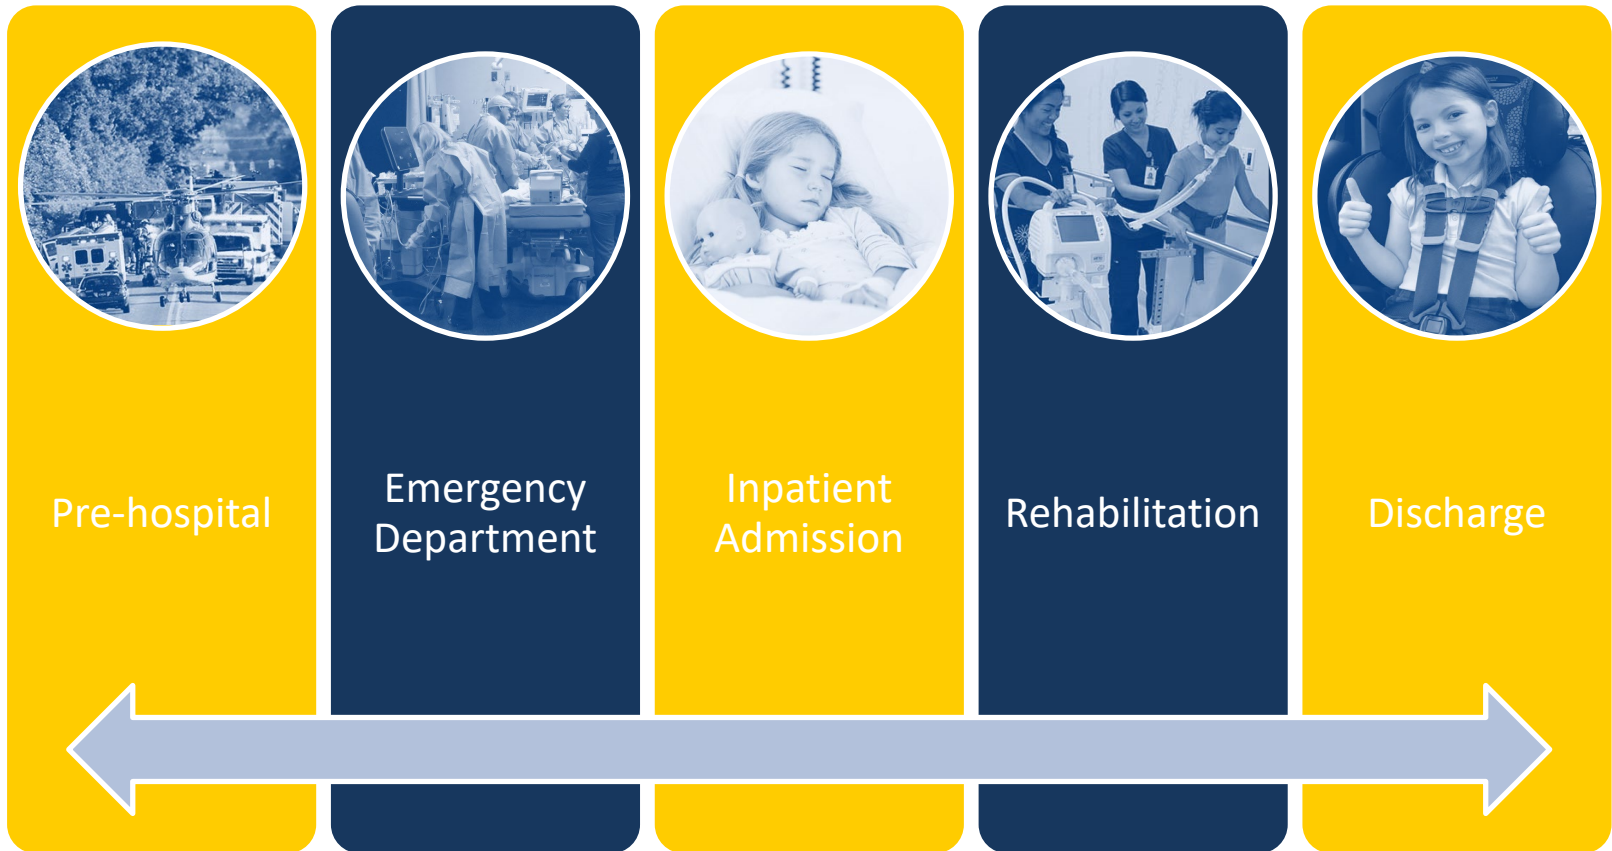 Pre-hospital
Emergency
Department
Inpatient
Admission
Rehabilitation
Discharge